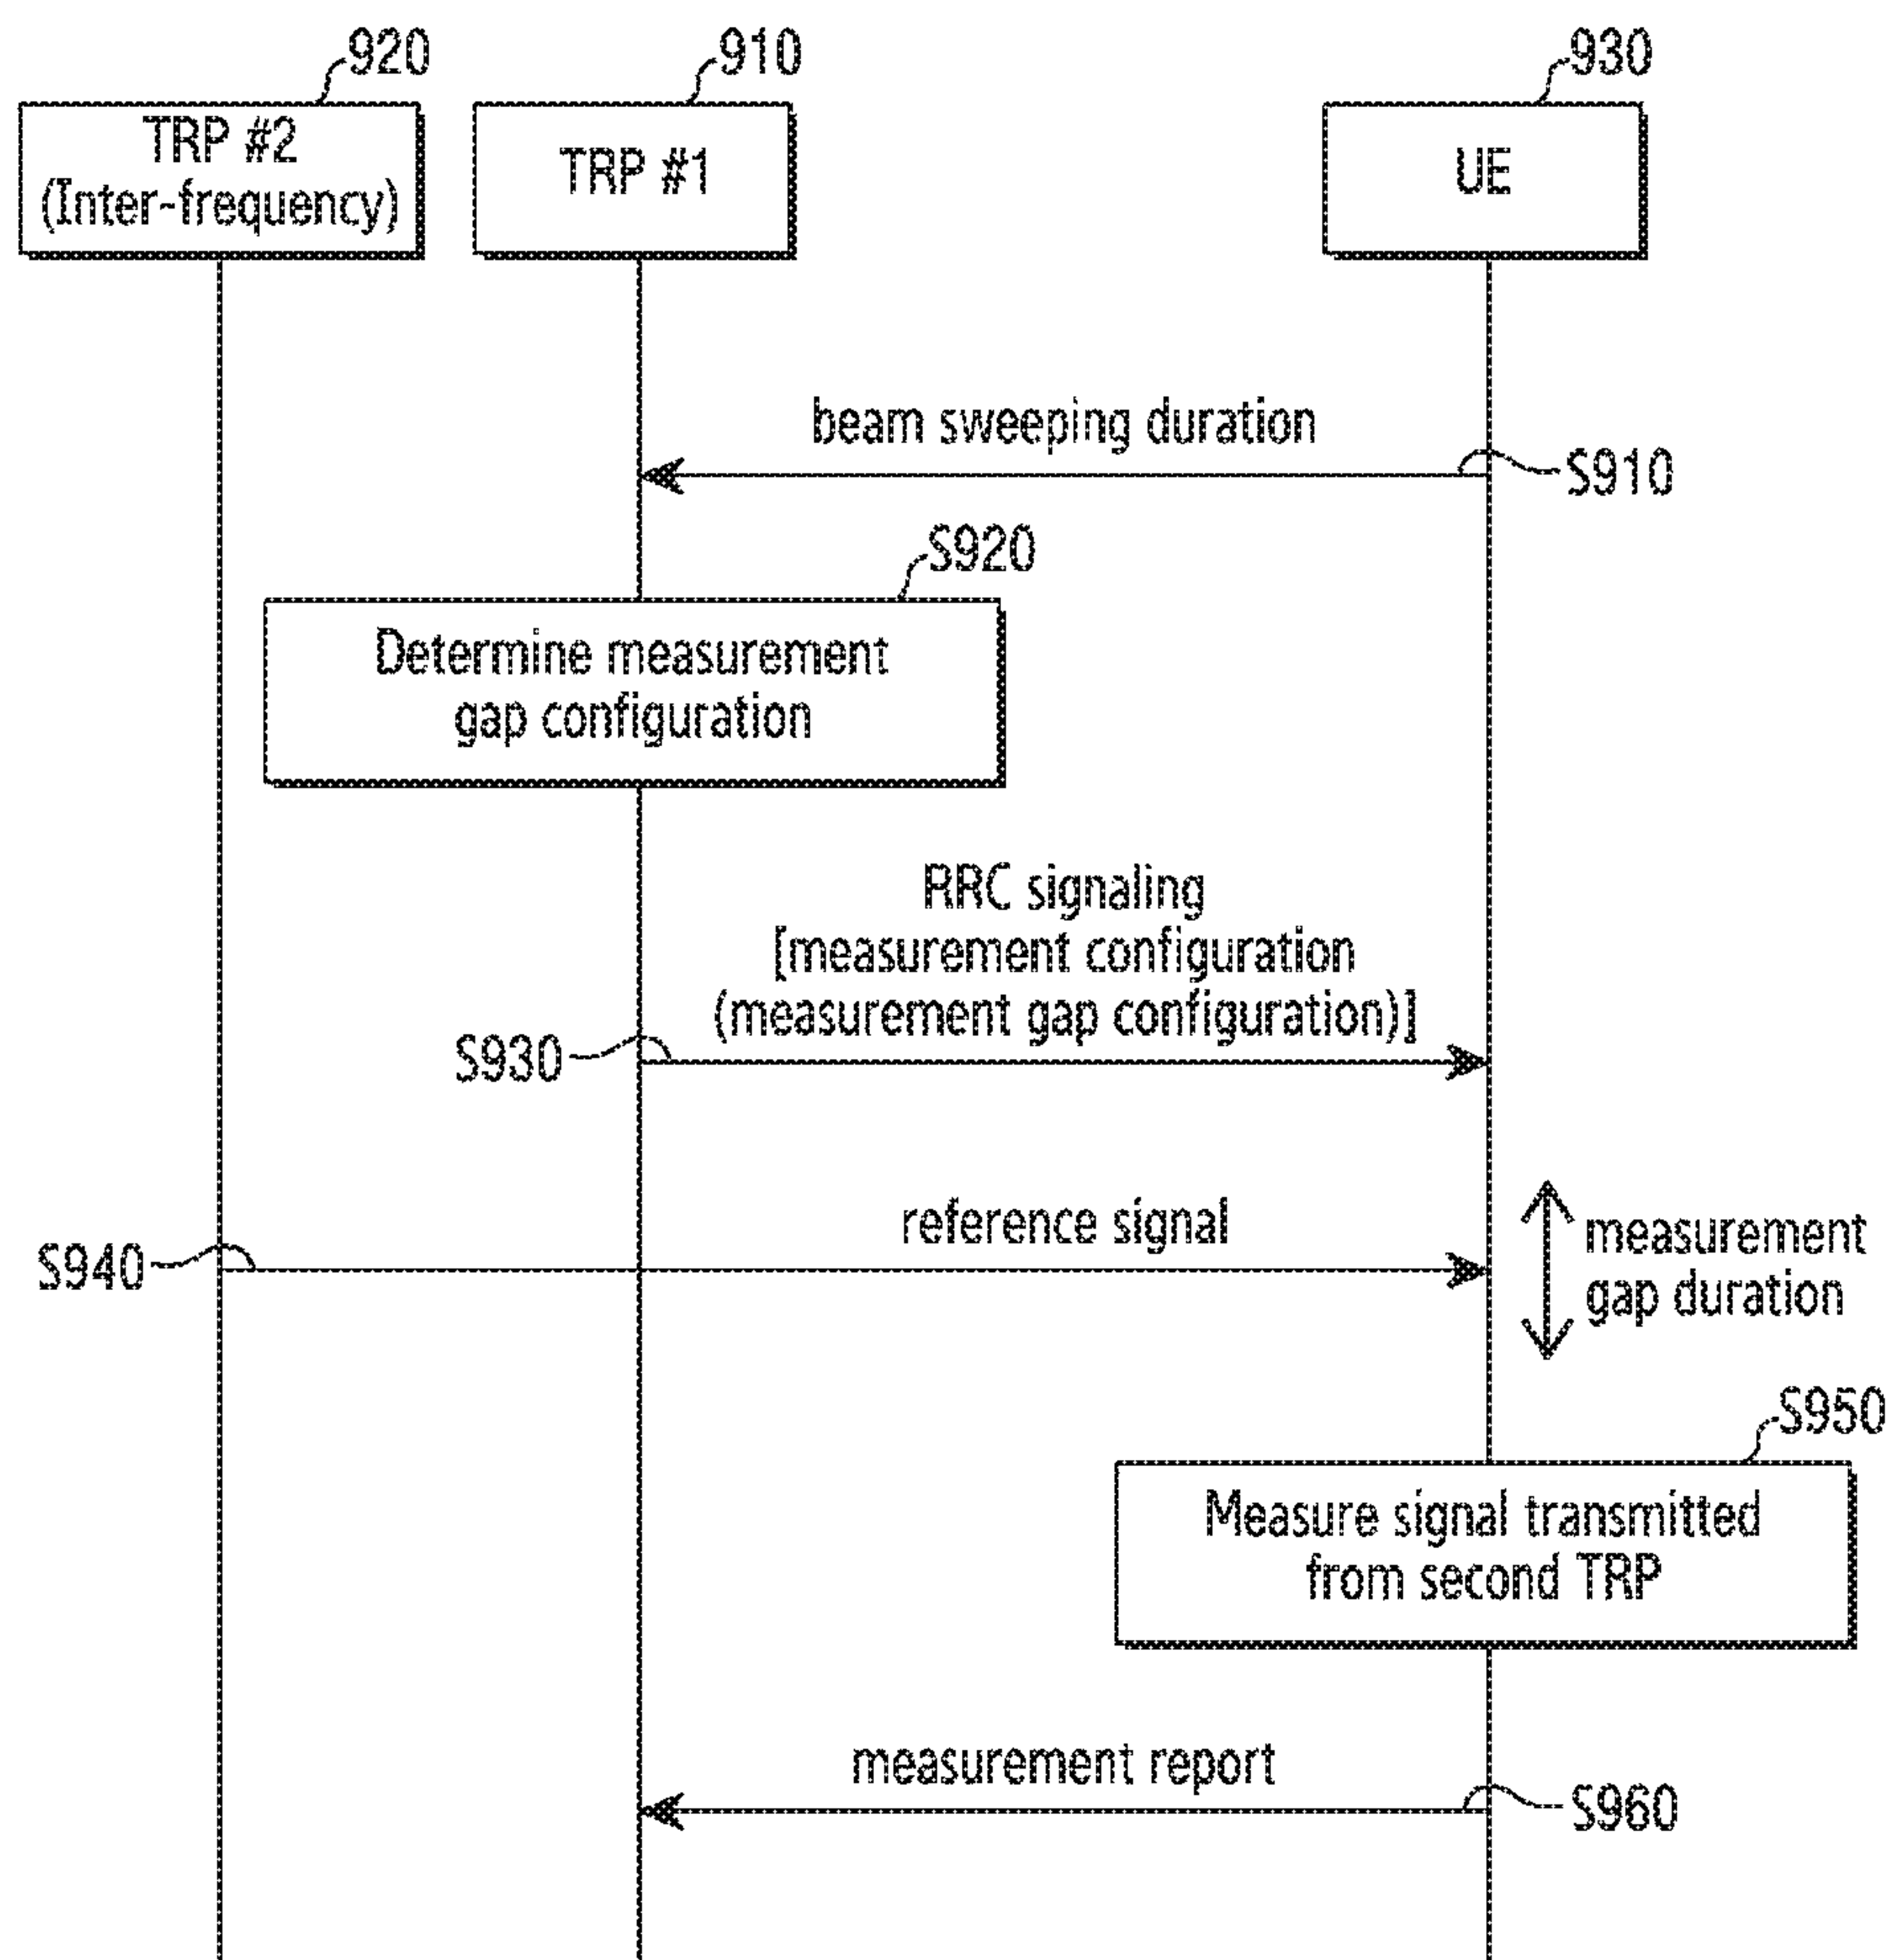 920
910
930
TRP #2
(Inter-frequency)
TRP #1
UE
beam sweeping duration
S910
S920
Determine measurement
gap configuration
RRC signaling
[measurement configuration
(measurement gap configuration)]
S930
reference signal
S940
measurement
gap duration
S950
Measure signal transmitted
from second TRP
measurement report
S960